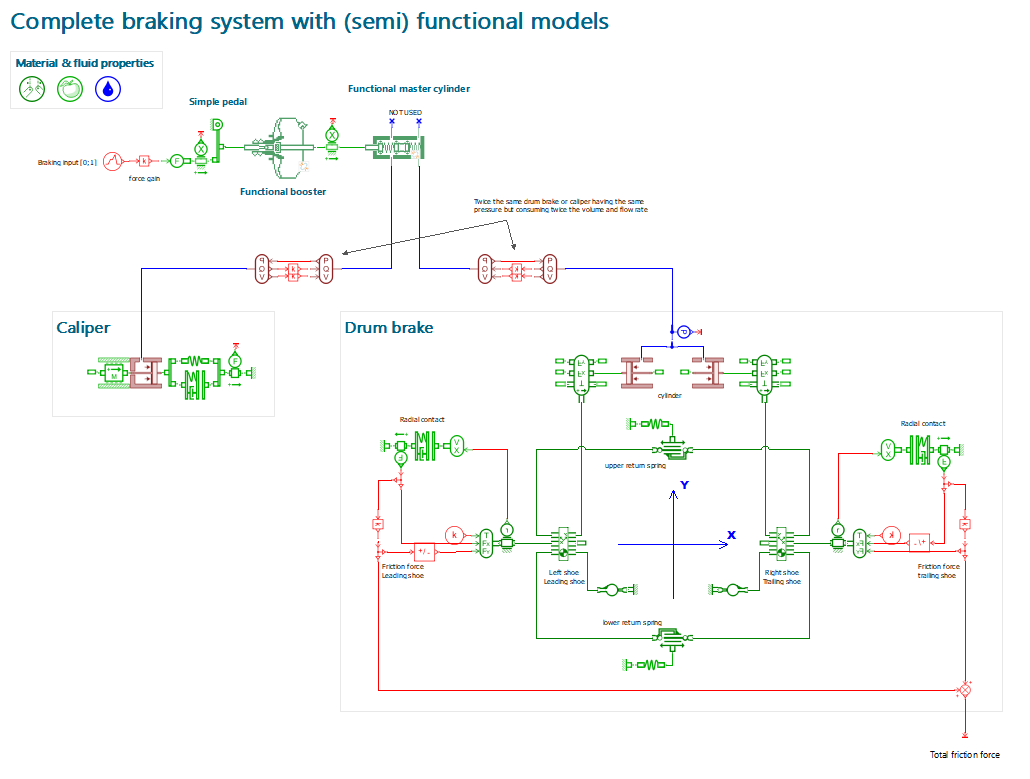 Complete braking system with (semi) functional models
Material & fluid properties
Simple pedal
Functional master cylinder
NOT USED
Braking input [0;1]
force gain
Functional booster
Twice the same drum brake or caliper having the same
pressure but consuming twice the volume and flow rate
Caliper
Drum brake
cylinder
Radial contact
Radial contact
upper return spring
Y
X
Friction force
Leading shoe
Left shoe
Leading shoe
Right shoe
Trailing shoe
Friction force
trailing shoe
lower return spring
Total friction force